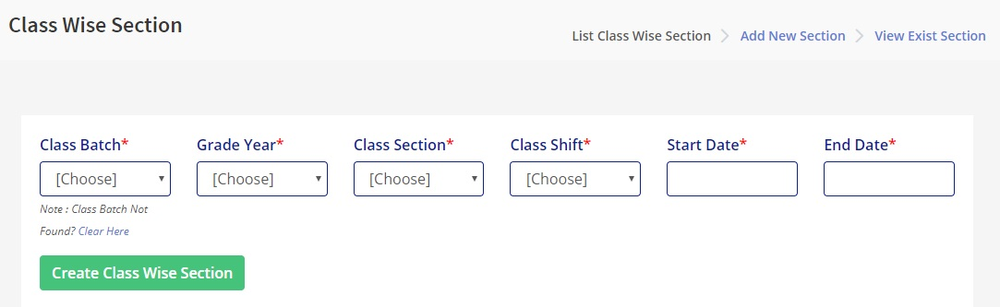 Class Wise Section
List Class Wise Section Add New Section View Exist Section
Class Batch* Grade Year* Class Section* Class Shift* Start Date* End Date*
[Choose] [Choose] [Choose] [Choose]
Note : Class Batch Not
Found? Clear Here
Create Class Wise Section